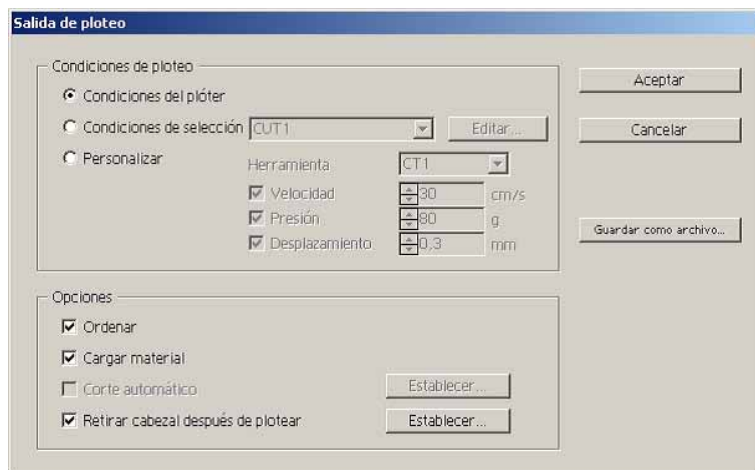 Salida de ploteo
Condiciones de ploteo
Condiciones del plóter
Condiciones de selección CUT1 Editar...
Personalizar
Herramienta CT1
Velocidad 30 cm/s
Presión 80 g
Desplazamiento 0,3 mm
Aceptar
Cancelar
Guardar como archivo...
Opciones
Ordenar
Cargar material
Corte automático Establecer...
Retirar cabezal después de plotear Establecer...